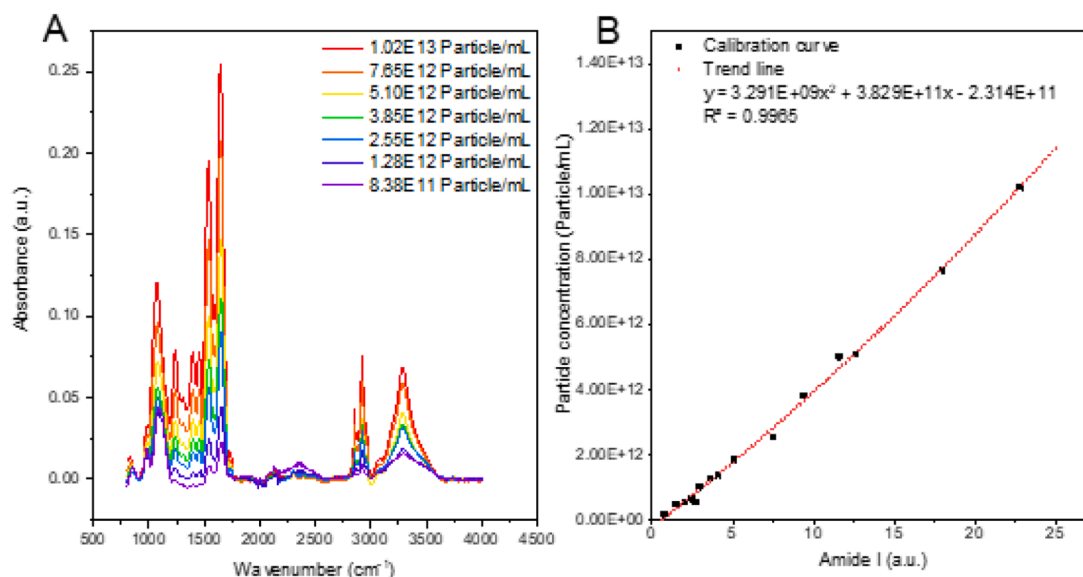 A
1.02E13 Particle/mL
7.65E12 Particle/mL
5.10E12 Particle/mL
3.85E12 Particle/mL
2.55E12 Particle/mL
1.28E12 Particle/mL
8.38E11 Particle/mL
Absorbance (a.u.)
0.25
0.20
0.15
0.10
0.05
0.00
500 1000 1500 2000 2500 3000 3500 4000 4500
Wavenumber (cm⁻¹)
B
Calibration curve
Trend line
y = 3.291E+09x² + 3.829E+11x - 2.314E+11
R² = 0.9965
Particle concentration (Particle/mL)
1.40E+13
1.20E+13
1.00E+13
8.00E+12
6.00E+12
4.00E+12
2.00E+12
0.00E+00
0 5 10 15 20 25
Amide I (a.u.)